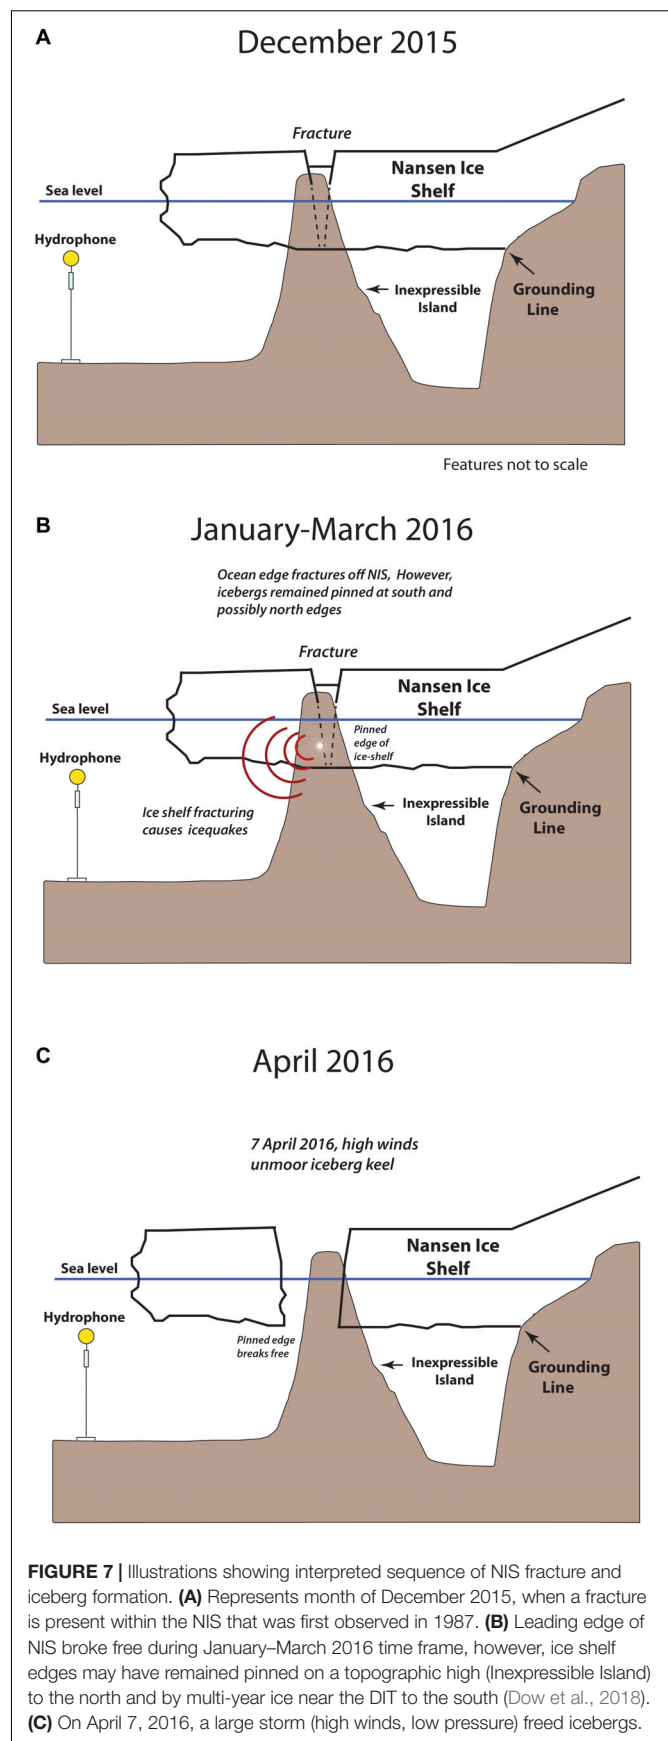 A
December 2015
Fracture
Nansen Ice
Shelf
Sea level
Hydrophone
Inexpressible
Island
Grounding
Line
Features not to scale
B
January-March 2016
Ocean edge fractures off NIS, However,
icebergs remained pinned at south and
possibly north edges
Fracture
Nansen Ice
Shelf
Sea level
Pinned
edge of
ice-shelf
Hydrophone
Inexpressible
Island
Grounding
Line
Ice shelf fracturing
causes icequakes
C
April 2016
7 April 2016, high winds
unmoor iceberg keel
Nansen Ice
Shelf
Sea level
Hydrophone
Pinned edge
breaks free
Inexpressible
Island
Grounding
Line
FIGURE 7 | Illustrations showing interpreted sequence of NIS fracture and
iceberg formation. (A) Represents month of December 2015, when a fracture
is present within the NIS that was first observed in 1987. (B) Leading edge of
NIS broke free during January–March 2016 time frame, however, ice shelf
edges may have remained pinned on a topographic high (Inexpressible Island)
to the north and by multi-year ice near the DIT to the south (Dow et al., 2018).
(C) On April 7, 2016, a large storm (high winds, low pressure) freed icebergs.